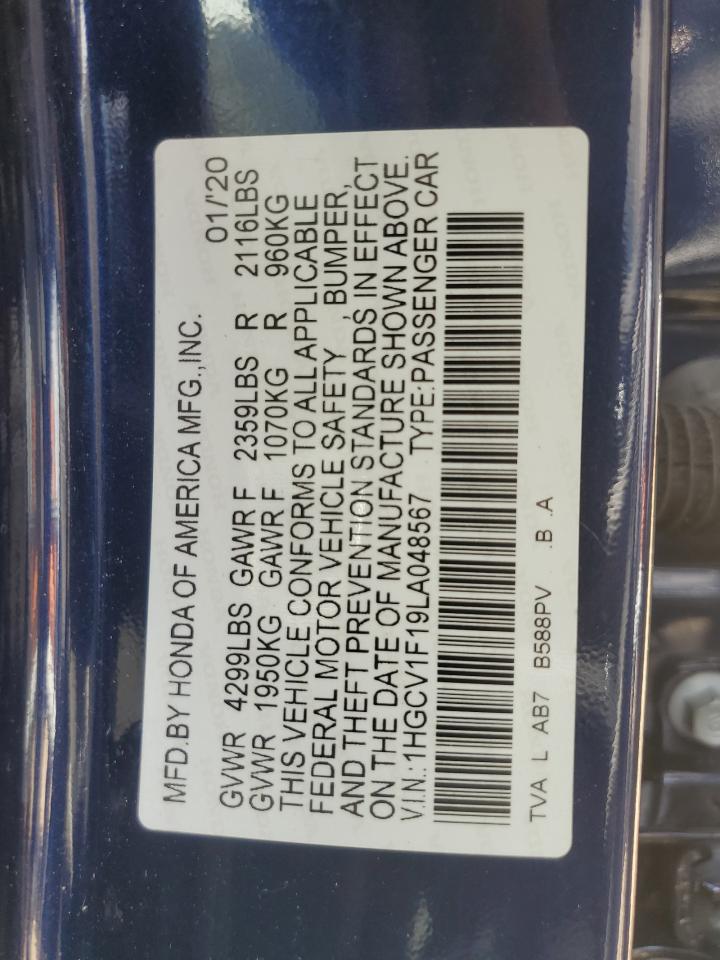 MFD.BY HONDA OF AMERICA MFG.,INC. 01/'20
GVWR 4299LBS GAWR F 2359LBS R 2116LBS
GVWR 1950KG GAWR F 1070KG R 960KG
THIS VEHICLE CONFORMS TO ALL APPLICABLE
FEDERAL MOTOR VEHICLE SAFETY , BUMPER,
AND THEFT PREVENTION STANDARDS IN EFFECT
ON THE DATE OF MANUFACTURE SHOWN ABOVE.
V.I.N.:1HGCV1F19LA048567 TYPE:PASSENGER CAR
TVA L AB7 B588PV .B .A